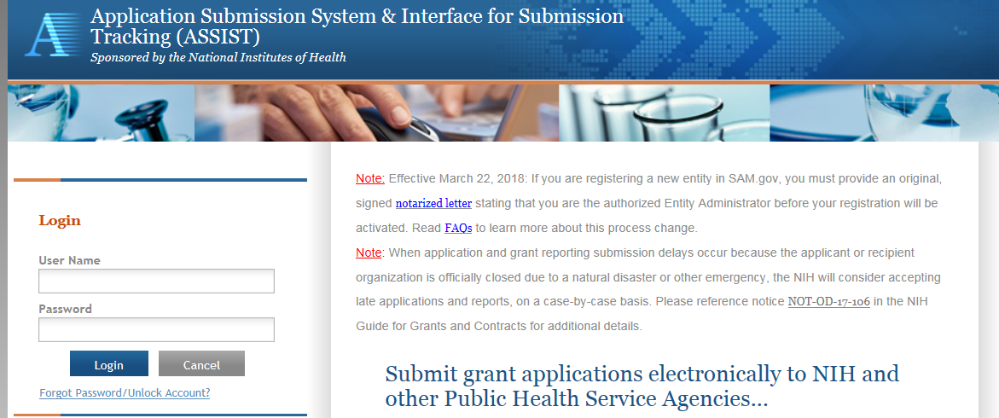 A
Application Submission System & Interface for Submission
Tracking (ASSIST)
Sponsored by the National Institutes of Health
Login
User Name
Password
Login Cancel
Forgot Password/Unlock Account?
Note: Effective March 22, 2018: If you are registering a new entity in SAM.gov, you must provide an original,
signed notarized letter stating that you are the authorized Entity Administrator before your registration will be
activated. Read FAQs to learn more about this process change.
Note: When application and grant reporting submission delays occur because the applicant or recipient
organization is officially closed due to a natural disaster or other emergency, the NIH will consider accepting
late applications and reports, on a case-by-case basis. Please reference notice NOT-OD-17-106 in the NIH
Guide for Grants and Contracts for additional details.
Submit grant applications electronically to NIH and
other Public Health Service Agencies...